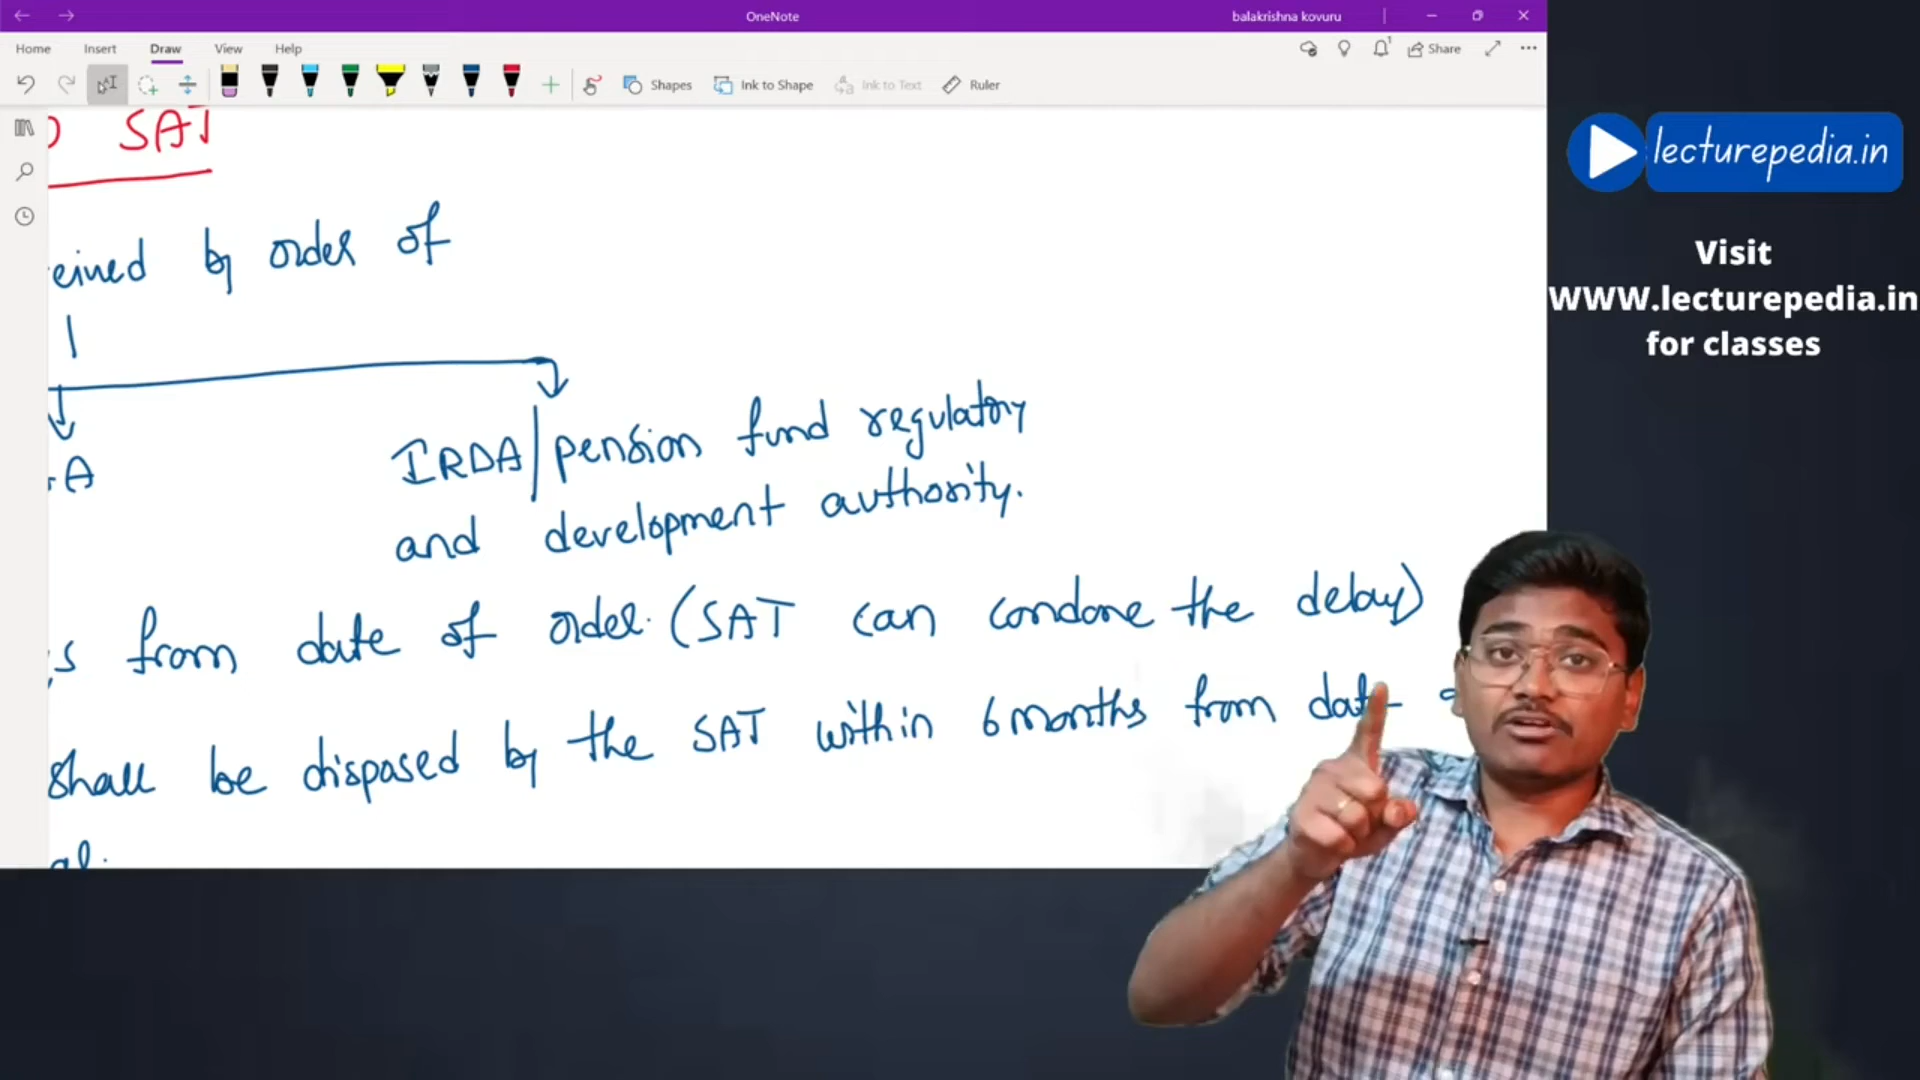 OneNote
balakrishna kovuru
Home Insert Draw View Help
Share
Shapes Ink to Shape Ink to Text Ruler
SAT
by order of
IRDA/pension fund regulatory
and development authority.
from date of order. (SAT can condone the delay)
shall be disposed by the SAT within 6 months from date
lecturepedia.in
Visit
WWW.lecturepedia.in
for classes